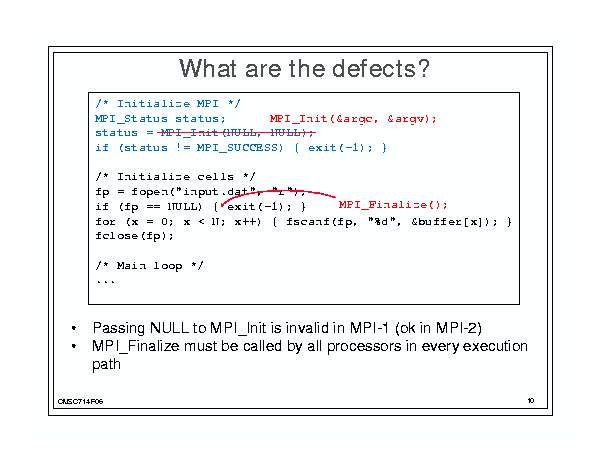 What are the defects?
/* Initialize MPI */
MPI_Status status; MPI_Init(&argc, &argv);
status = MPI_Init(NULL, NULL);
if (status != MPI_SUCCESS) { exit(-1); }
/* Initialize cells */
fp = fopen("input.dat", "r");
if (fp == NULL) { exit(-1); } MPI_Finalize();
for (x = 0; x < N; x++) { fscanf(fp, "%d", &buffer[x]); }
fclose(fp);
/* Main loop */
...
• Passing NULL to MPI_Init is invalid in MPI-1 (ok in MPI-2)
• MPI_Finalize must be called by all processors in every execution
path
CMSC714F06 10